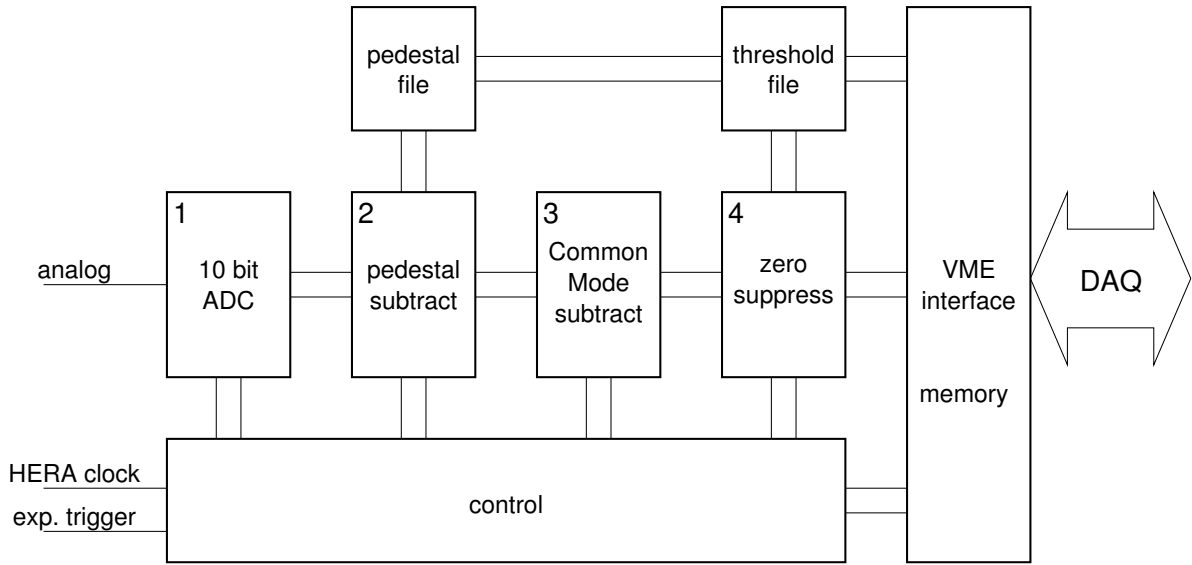 pedestal
file
threshold
file
1
10 bit
ADC
2
pedestal
subtract
3
Common
Mode
subtract
4
zero
suppress
analog
VME
interface
memory
DAQ
HERA clock
exp. trigger
control